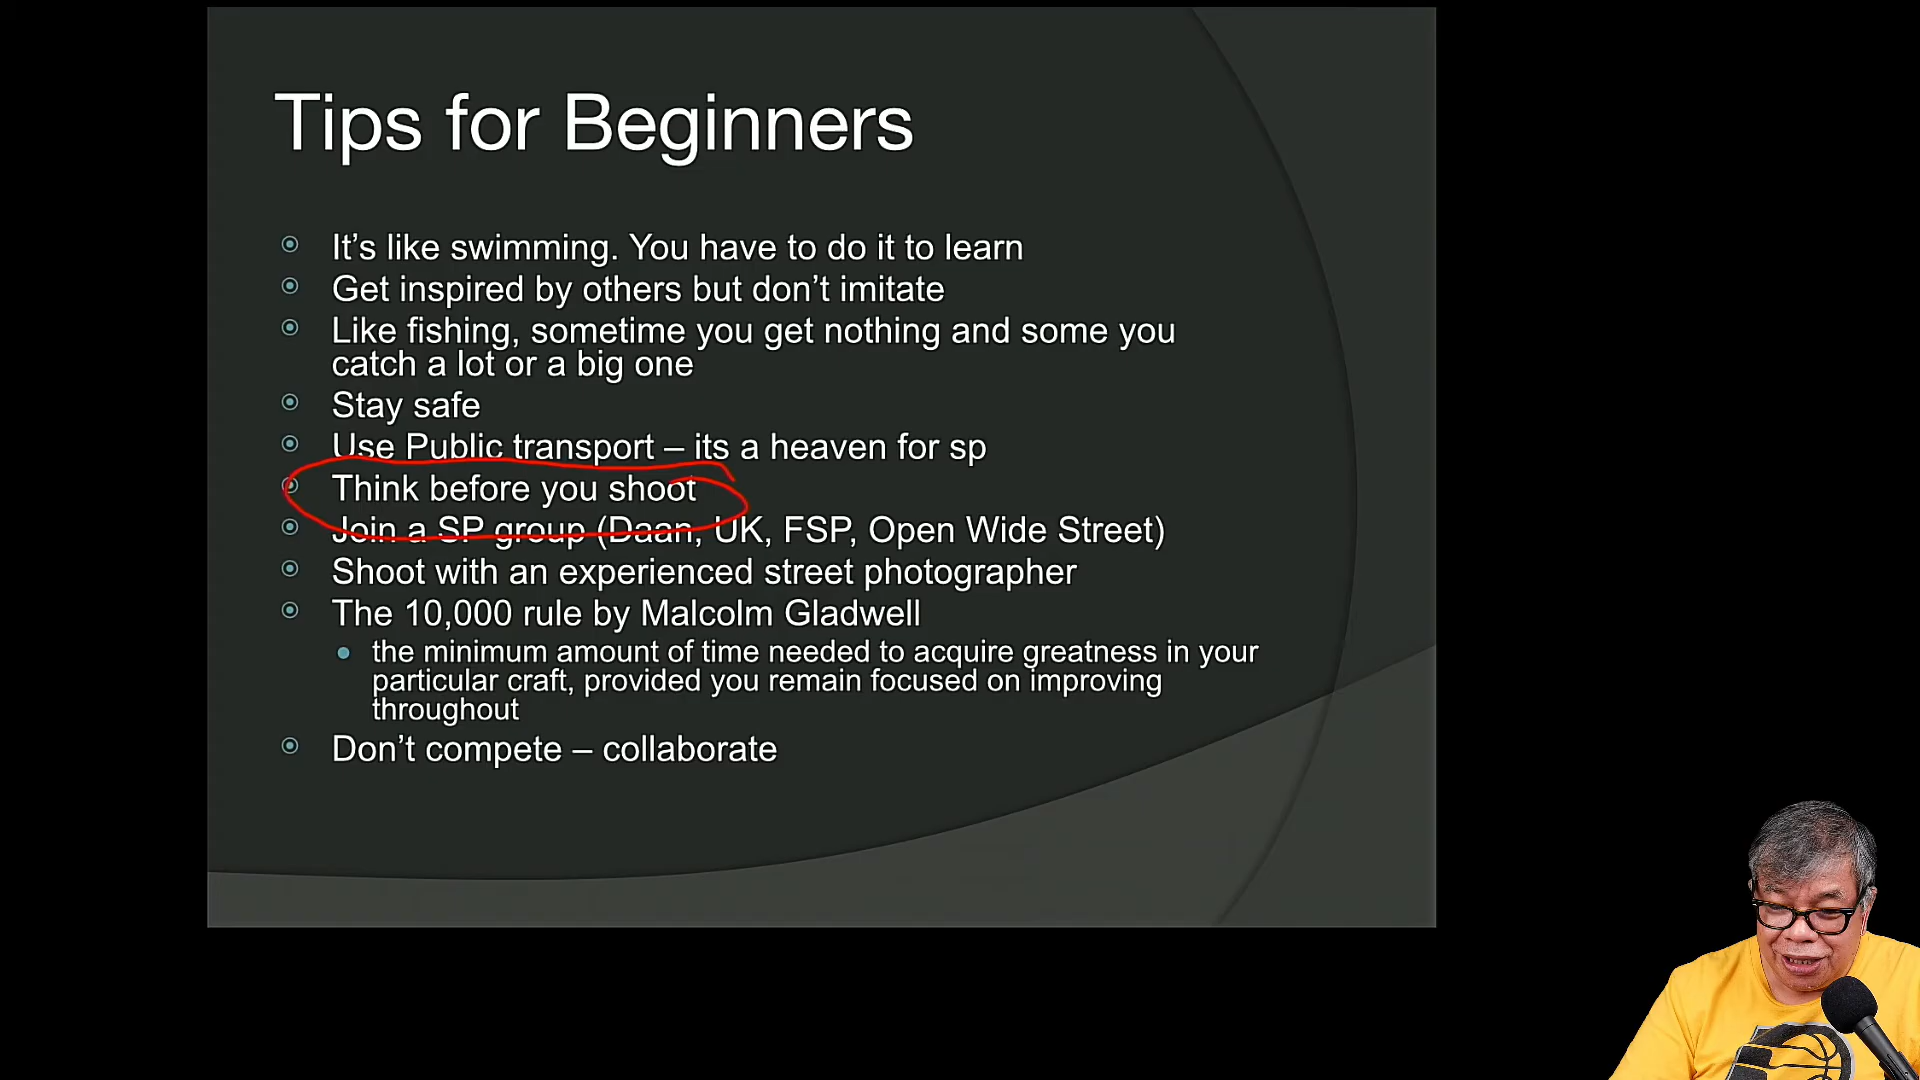 Tips for Beginners
It’s like swimming. You have to do it to learn
Get inspired by others but don’t imitate
Like fishing, sometime you get nothing and some you
catch a lot or a big one
Stay safe
Use Public transport – its a heaven for sp
Think before you shoot
Join a SP group (Daan, UK, FSP, Open Wide Street)
Shoot with an experienced street photographer
The 10,000 rule by Malcolm Gladwell
the minimum amount of time needed to acquire greatness in your
particular craft, provided you remain focused on improving
throughout
Don’t compete – collaborate